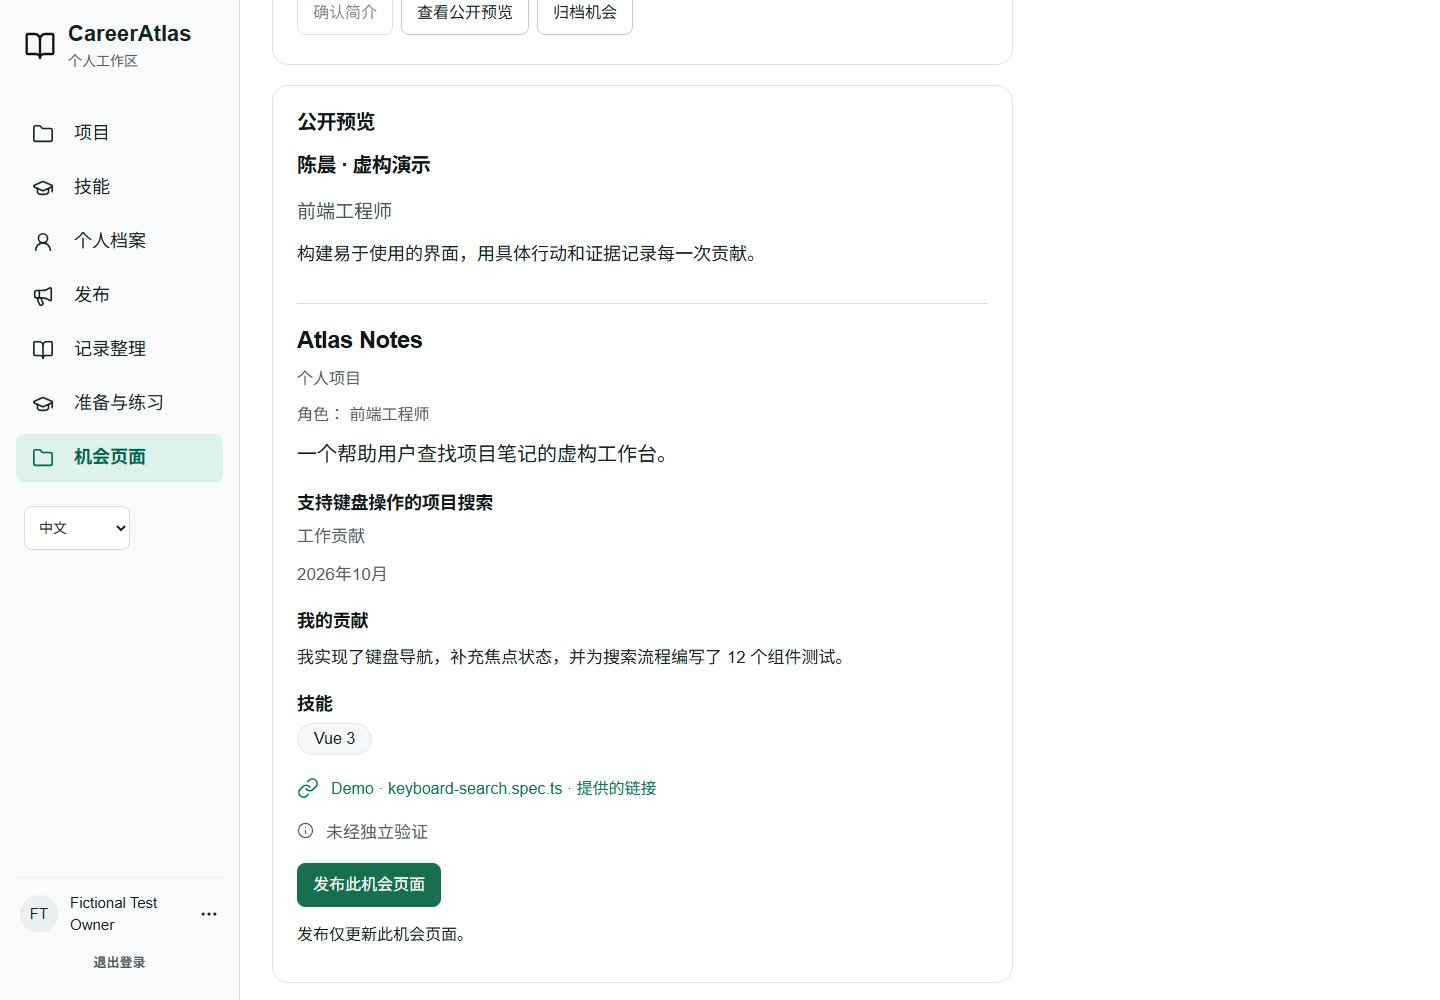 CareerAtlas
个人工作区
项目
技能
个人档案
发布
记录整理
准备与练习
机会页面
中文
FT
Fictional Test
Owner
退出登录
确认简介
查看公开预览
归档机会
公开预览
陈晨 · 虚构演示
前端工程师
构建易于使用的界面，用具体行动和证据记录每一次贡献。
Atlas Notes
个人项目
角色： 前端工程师
一个帮助用户查找项目笔记的虚构工作台。
支持键盘操作的项目搜索
工作贡献
2026年10月
我的贡献
我实现了键盘导航，补充焦点状态，并为搜索流程编写了 12 个组件测试。
技能
Vue 3
Demo · keyboard-search.spec.ts · 提供的链接
未经独立验证
发布此机会页面
发布仅更新此机会页面。